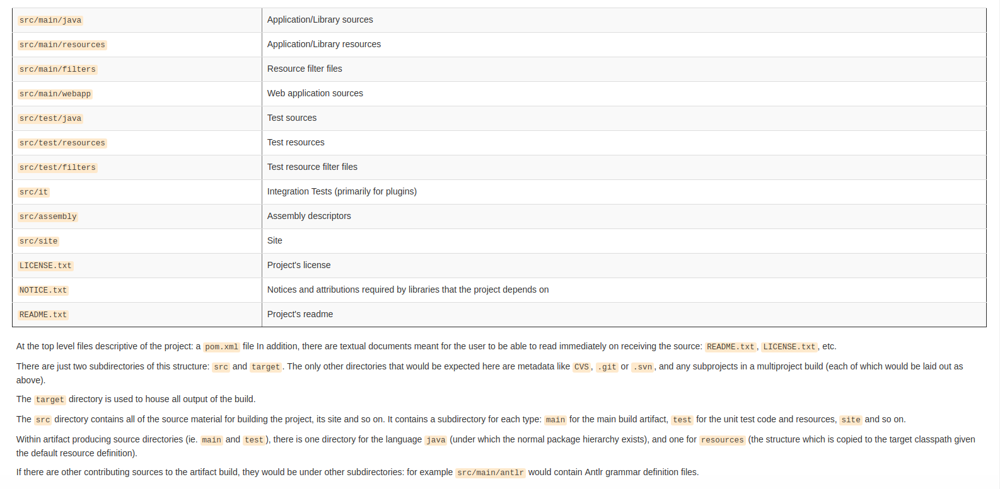 src/main/java Application/Library sources
src/main/resources Application/Library resources
src/main/filters Resource filter files
src/main/webapp Web application sources
src/test/java Test sources
src/test/resources Test resources
src/test/filters Test resource filter files
src/it Integration Tests (primarily for plugins)
src/assembly Assembly descriptors
src/site Site
LICENSE.txt Project's license
NOTICE.txt Notices and attributions required by libraries that the project depends on
README.txt Project's readme
At the top level files descriptive of the project: a pom.xml file In addition, there are textual documents meant for the user to be able to read immediately on receiving the source: README.txt, LICENSE.txt, etc.
There are just two subdirectories of this structure: src and target. The only other directories that would be expected here are metadata like CVS, .git or .svn, and any subprojects in a multiproject build (each of which would be laid out as
above).
The target directory is used to house all output of the build.
The src directory contains all of the source material for building the project, its site and so on. It contains a subdirectory for each type: main for the main build artifact, test for the unit test code and resources, site and so on.
Within artifact producing source directories (ie. main and test), there is one directory for the language java (under which the normal package hierarchy exists), and one for resources (the structure which is copied to the target classpath given
the default resource definition).
If there are other contributing sources to the artifact build, they would be under other subdirectories: for example src/main/antlr would contain Antlr grammar definition files.